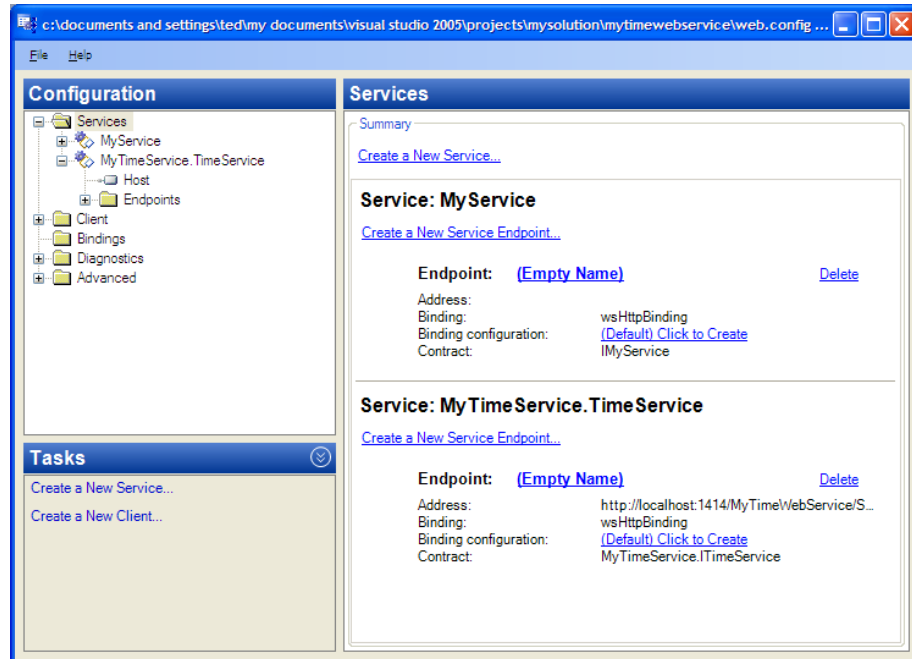 c:\documents and settings\ted\my documents\visual studio 2005\projects\mysolution\mytimewebservice\web.config ...
File Help
Configuration
Services
MyService
MyTimeService.TimeService
Host
Endpoints
Client
Bindings
Diagnostics
Advanced
Tasks
Create a New Service...
Create a New Client...
Services
Summary
Create a New Service...
Service: MyService
Create a New Service Endpoint...
Endpoint: (Empty Name) Delete
Address:
Binding: wsHttpBinding
Binding configuration: (Default) Click to Create
Contract: IMyService
Service: MyTimeService.TimeService
Create a New Service Endpoint...
Endpoint: (Empty Name) Delete
Address: http://localhost:1414/MyTimeWebService/S...
Binding: wsHttpBinding
Binding configuration: (Default) Click to Create
Contract: MyTimeService.ITimeService